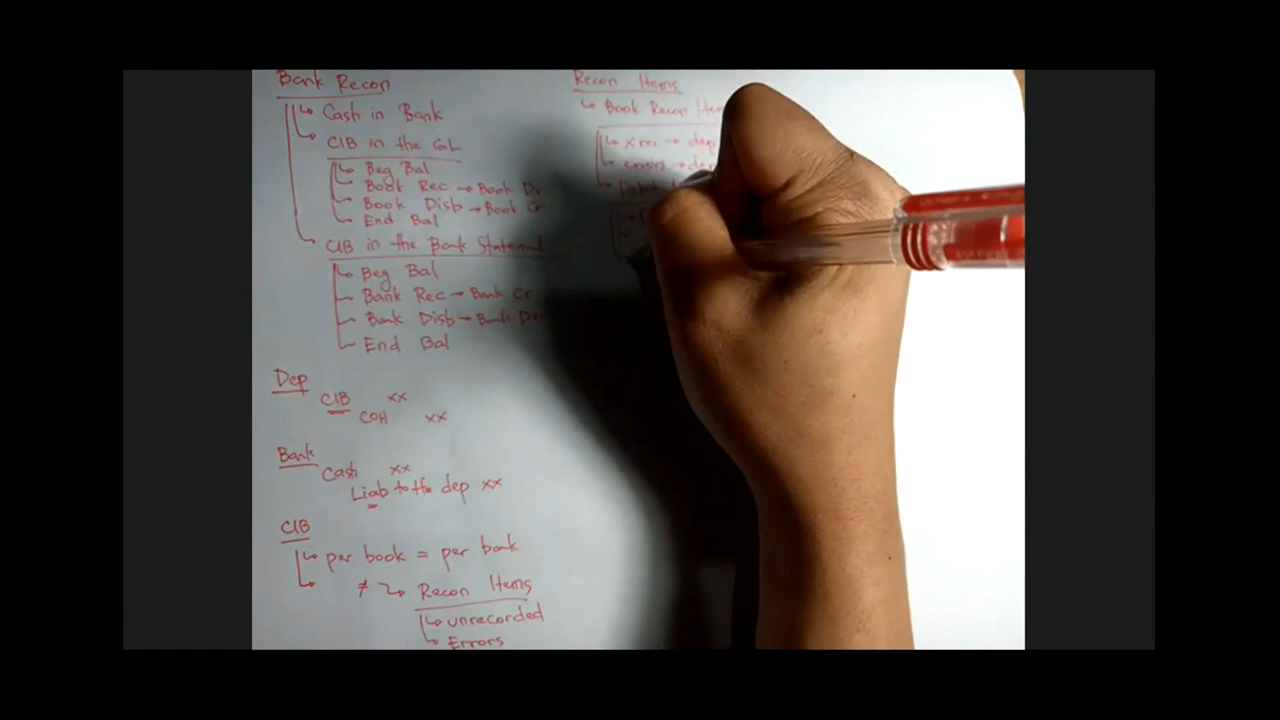 Bank Recon
Cash in Bank
CIB in the GL
Beg Bal
Book Rec → Book Dr
Book Disb → Book Cr
End Bal
CIB in the Bank Statement
Beg Bal
Bank Rec → Bank Cr
Bank Disb → Bank Dr
End Bal
Dep
CIB xx
COH xx
Bank
Cash xx
Liab to the dep xx
CIB
per book = per bank
≠ Recon Items
unrecorded
Errors
Recon Items
Book Recon
x rec →
errors →